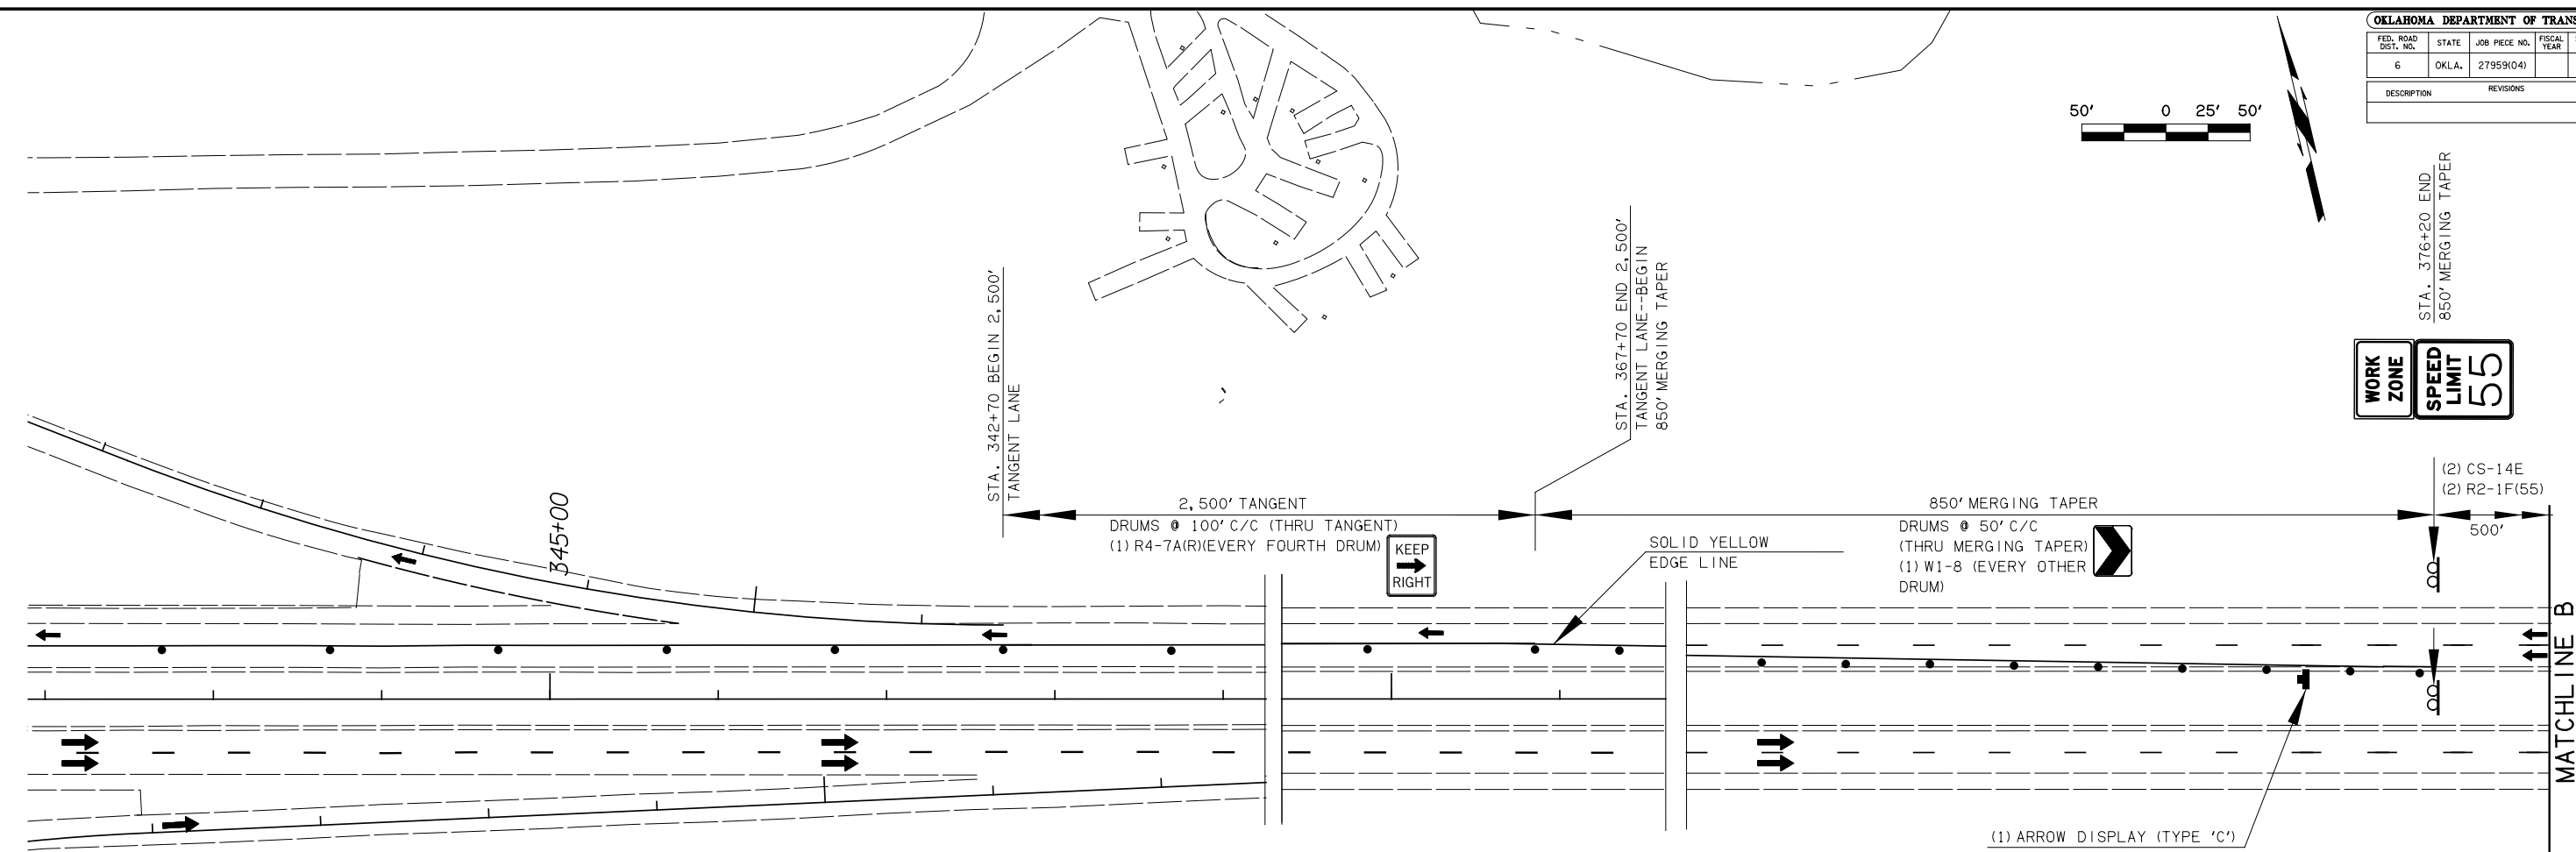 OKLAHOMA DEPARTMENT OF TRANS
FED. ROAD DIST. NO.
STATE
JOB PIECE NO.
FISCAL YEAR
6
OKLA.
27959(04)
DESCRIPTION
REVISIONS
50' 0 25' 50'
STA. 376+20 END
850' MERGING TAPER
STA. 367+70 END 2,500'
TANGENT LANE--BEGIN
850' MERGING TAPER
STA. 342+70 BEGIN 2,500'
TANGENT LANE
WORK
ZONE
SPEED
LIMIT
55
(2) CS-14E
(2) R2-1F(55)
500'
2,500' TANGENT
DRUMS @ 100' C/C (THRU TANGENT)
(1) R4-7A(R)(EVERY FOURTH DRUM)
KEEP
RIGHT
850' MERGING TAPER
DRUMS @ 50' C/C
(THRU MERGING TAPER)
(1) W1-8 (EVERY OTHER
DRUM)
SOLID YELLOW
EDGE LINE
345+00
MATCHLINE B
(1) ARROW DISPLAY (TYPE 'C')